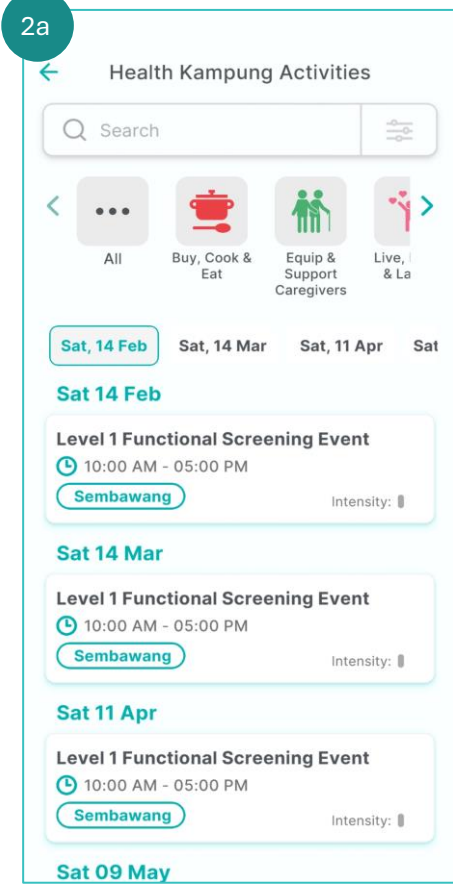 2a
Health Kampung Activities
Search
All
Buy, Cook &
Eat
Equip &
Support
Caregivers
Live,
& La
Sat, 14 Feb
Sat, 14 Mar
Sat, 11 Apr
Sat
Sat 14 Feb
Level 1 Functional Screening Event
10:00 AM - 05:00 PM
Sembawang
Intensity:
Sat 14 Mar
Level 1 Functional Screening Event
10:00 AM - 05:00 PM
Sembawang
Intensity:
Sat 11 Apr
Level 1 Functional Screening Event
10:00 AM - 05:00 PM
Sembawang
Intensity:
Sat 09 May